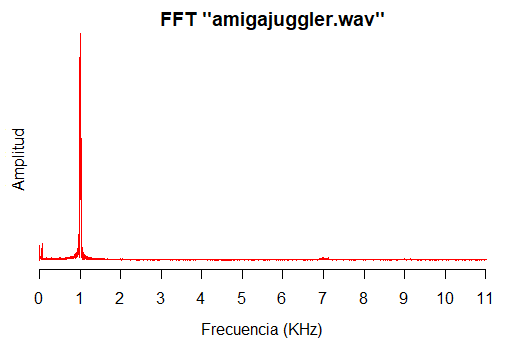 FFT "amigajuggler.wav"
Amplitud
0 1 2 3 4 5 6 7 8 9 10 11
Frecuencia (KHz)